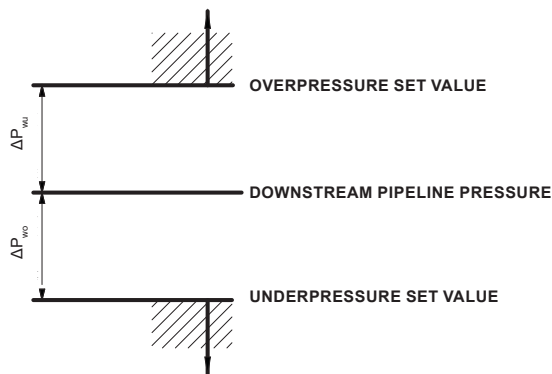 OVERPRESSURE SET VALUE
ΔPwu
DOWNSTREAM PIPELINE PRESSURE
ΔPwo
UNDERPRESSURE SET VALUE